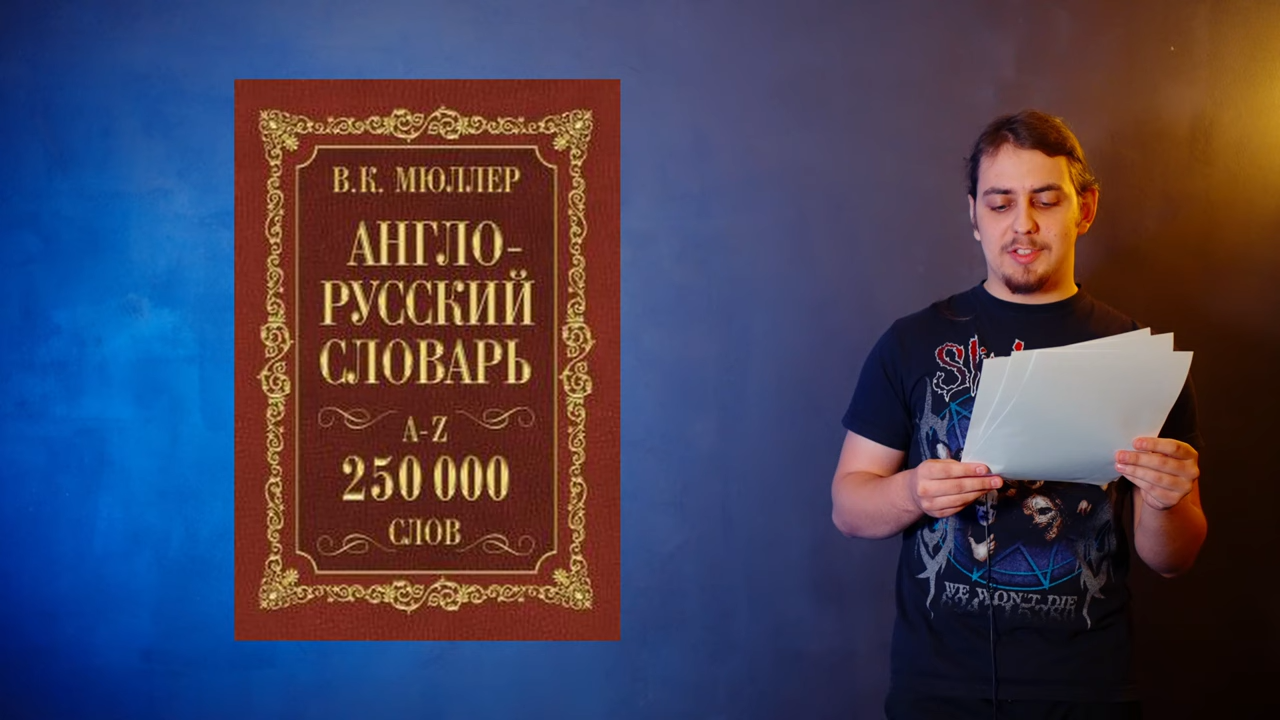 В.К. МЮЛЛЕР
АНГЛО-
РУССКИЙ
СЛОВАРЬ
A-Z
250 000
СЛОВ
WE WON'T DIE